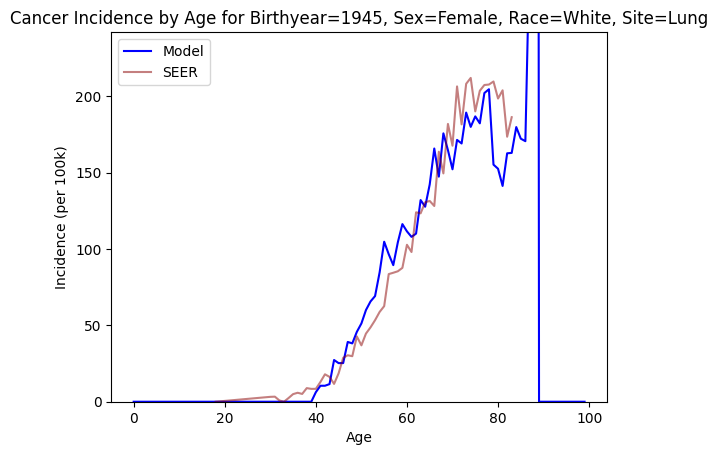 Cancer Incidence by Age for Birthyear=1945, Sex=Female, Race=White, Site=Lung
Model
SEER
Incidence (per 100k)
200
150
100
50
0
0 20 40 60 80 100
Age